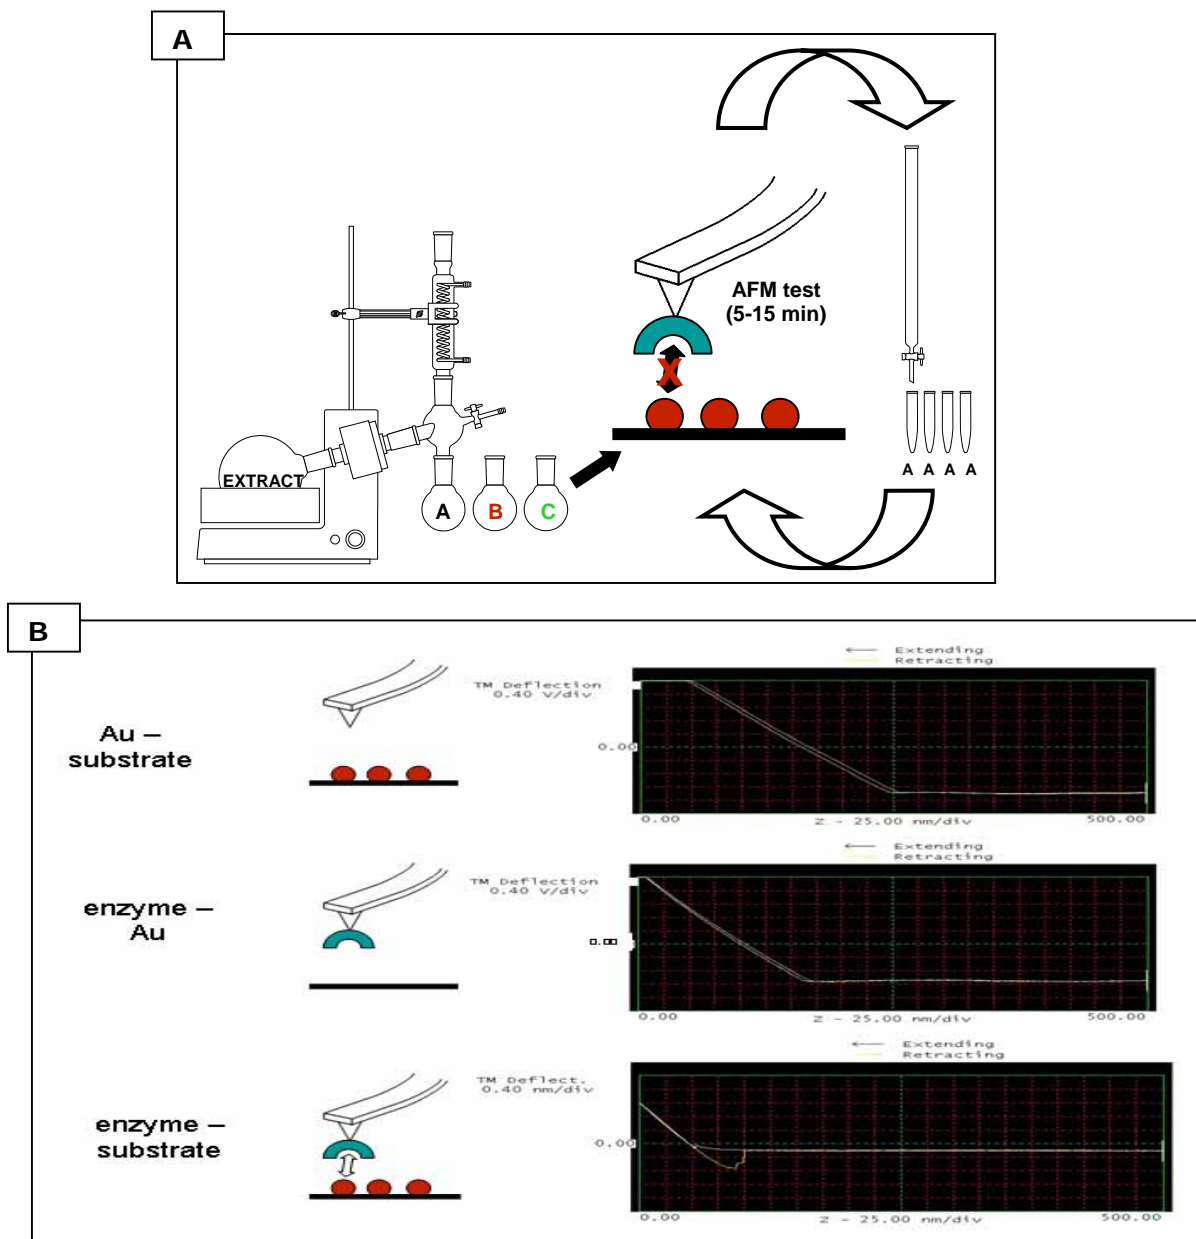 A
EXTRACT
A
B
C
AFM test
(5-15 min)
X
A A A A
B
Au –
substrate
Extending
Retracting
TM Deflection
0.40 V/div
0.00
0.00
Z - 25.00 nm/div
500.00
enzyme –
Au
Extending
Retracting
TM Deflection
0.40 V/div
0.00
0.00
Z - 25.00 nm/div
500.00
enzyme –
substrate
Extending
Retracting
TM Deflect.
0.40 nm/div
0.00
0.00
Z - 25.00 nm/div
500.00